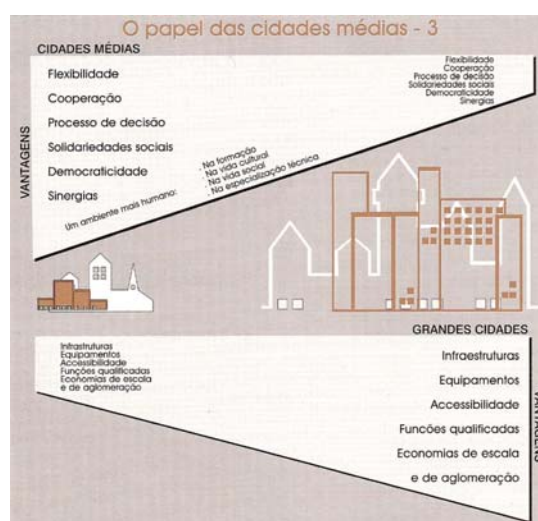 O papel das cidades médias - 3
CIDADES MÉDIAS
VANTAGENS
Flexibilidade
Cooperação
Processo de decisão
Solidariedades sociais
Democraticidade
Sinergias
Um ambiente mais humano:
. Na formação
. Na vida cultural
. Na vida social
. Na especialização técnica
Flexibilidade
Cooperação
Processo de decisão
Solidariedades sociais
Democraticidade
Sinergias
GRANDES CIDADES
Infrastruturas
Equipamentos
Accessibilidade
Funções qualificadas
Economias de escala
e de aglomeração
Infraestruturas
Equipamentos
Accessibilidade
Funcões qualificadas
Economias de escala
e de aglomeração
VANTAGENS